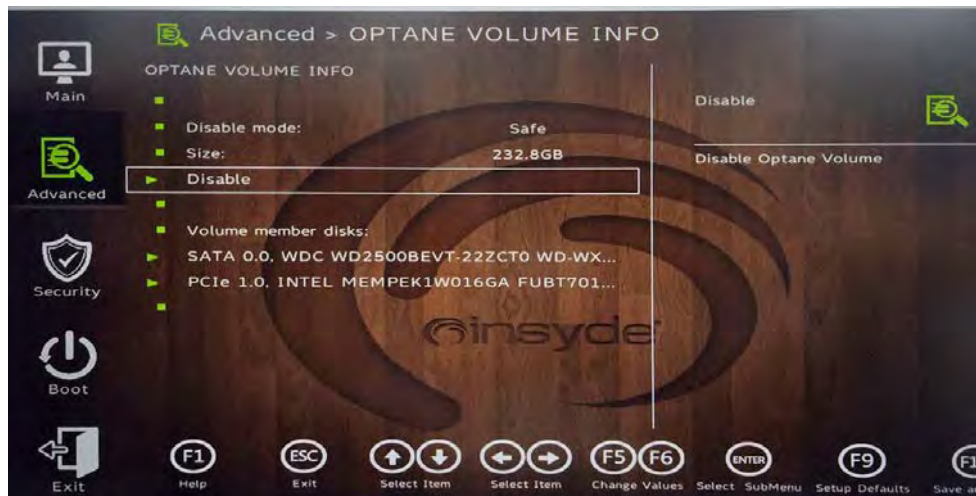 Advanced > OPTANE VOLUME INFO
OPTANE VOLUME INFO
Main
Disable
Disable mode: Safe
Size: 232.8GB
Disable Optane Volume
Disable
Advanced
Volume member disks:
SATA 0.0, WDC WD2500BEVT-22ZCT0 WD-WX...
PCIe 1.0, INTEL MEMPEK1W016GA FUBT701...
Security
insyde
Boot
F1 ESC F5 F6 ENTER F9
Help Exit Select Item Select Item Change Values Select SubMenu Setup Defaults Save
Exit